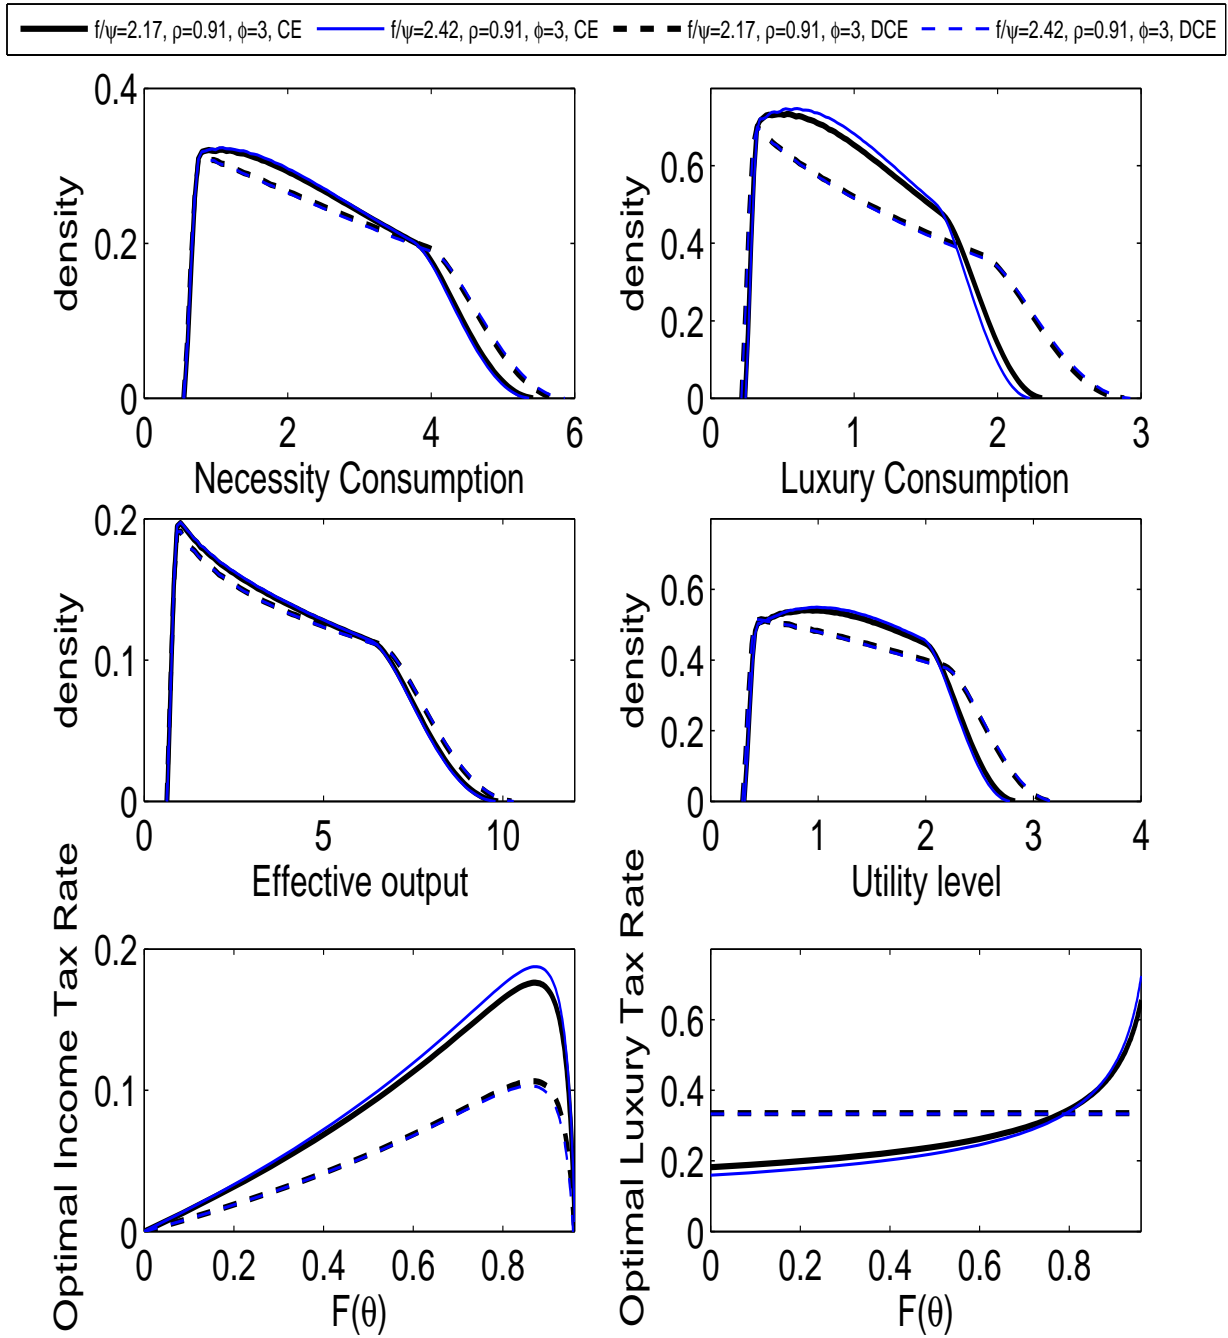 f/ψ=2.17, ρ=0.91, ϕ=3, CE f/ψ=2.42, ρ=0.91, ϕ=3, CE f/ψ=2.17, ρ=0.91, ϕ=3, DCE f/ψ=2.42, ρ=0.91, ϕ=3, DCE
0.4
0.2
0
density
0 2 4 6
Necessity Consumption
0.6
0.4
0.2
0
density
0 1 2 3
Luxury Consumption
0.2
0.1
0
density
0 5 10
Effective output
0.6
0.4
0.2
0
density
0 1 2 3 4
Utility level
0.2
0.1
0
Optimal Income Tax Rate
0 0.2 0.4 0.6 0.8
F(θ)
0.6
0.4
0.2
0
Optimal Luxury Tax Rate
0 0.2 0.4 0.6 0.8
F(θ)